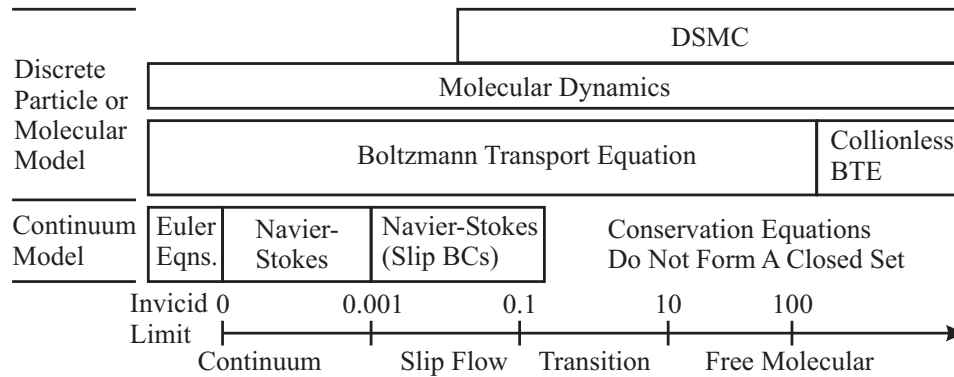 DSMC
Discrete
Particle or
Molecular
Model
Molecular Dynamics
Boltzmann Transport Equation
Collionless
BTE
Continuum
Model
Euler
Eqns.
Navier-
Stokes
Navier-Stokes
(Slip BCs)
Conservation Equations
Do Not Form A Closed Set
Invicid
Limit
0 0.001 0.1 10 100
Continuum Slip Flow Transition Free Molecular